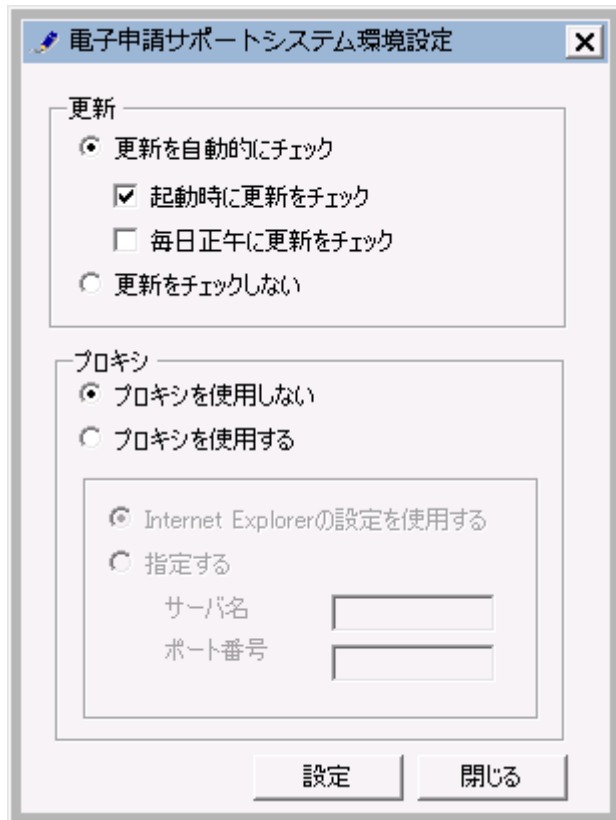 電子申請サポートシステム環境設定
更新
更新を自動的にチェック
起動時に更新をチェック
毎日正午に更新をチェック
更新をチェックしない
プロキシ
プロキシを使用しない
プロキシを使用する
Internet Explorerの設定を使用する
指定する
サーバ名
ポート番号
設定 閉じる